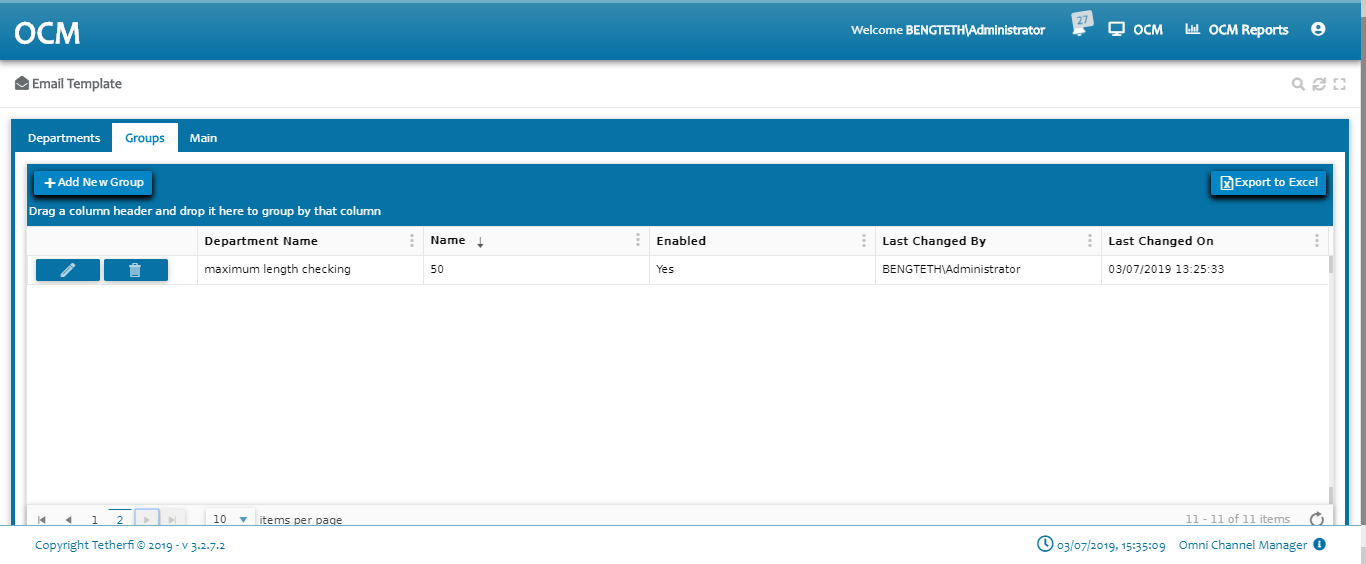 OCM
Welcome BENGTETH\Administrator
27
OCM
OCM Reports
Email Template
Departments
Groups
Main
Add New Group
Export to Excel
Drag a column header and drop it here to group by that column
Department Name
Name
Enabled
Last Changed By
Last Changed On
maximum length checking
50
Yes
BENGTETH\Administrator
03/07/2019 13:25:33
1
2
10
items per page
11 - 11 of 11 items
Copyright Tetherfi © 2019 - v 3.2.7.2
03/07/2019, 15:35:09
Omni Channel Manager